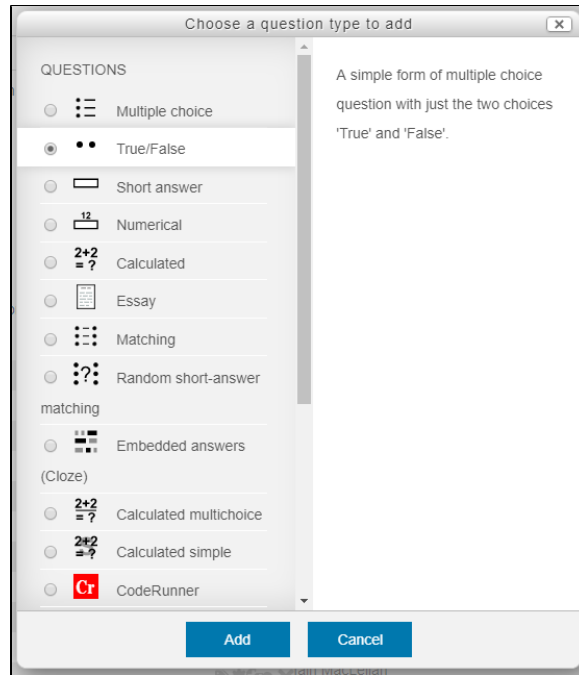 Choose a question type to add
QUESTIONS
Multiple choice
True/False
Short answer
12
Numerical
2+2
= ?
Calculated
Essay
Matching
?
Random short-answer
matching
Embedded answers
(Cloze)
2+2
= ?
Calculated multichoice
2+2
= ?
Calculated simple
Cr
CodeRunner
A simple form of multiple choice
question with just the two choices
'True' and 'False'.
Add
Cancel
MacLellan